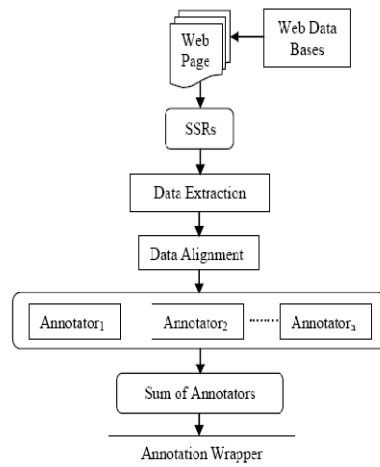 Web
Page
Web Data
Bases
SSRs
Data Extraction
Data Alignment
Annotator1
Annotator2
........
Annotatorn
Sum of Annotators
Annotation Wrapper